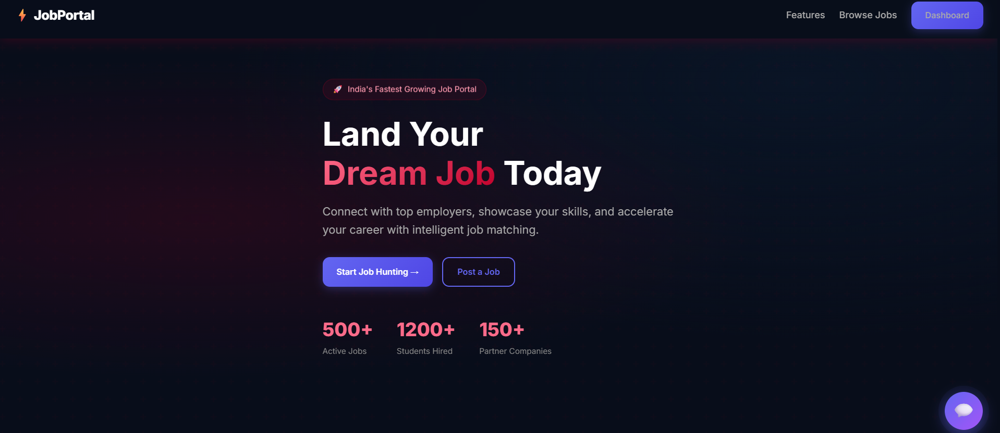 JobPortal
Features
Browse Jobs
Dashboard
🚀 India's Fastest Growing Job Portal
Land Your
Dream Job Today
Connect with top employers, showcase your skills, and accelerate
your career with intelligent job matching.
Start Job Hunting →
Post a Job
500+
Active Jobs
1200+
Students Hired
150+
Partner Companies